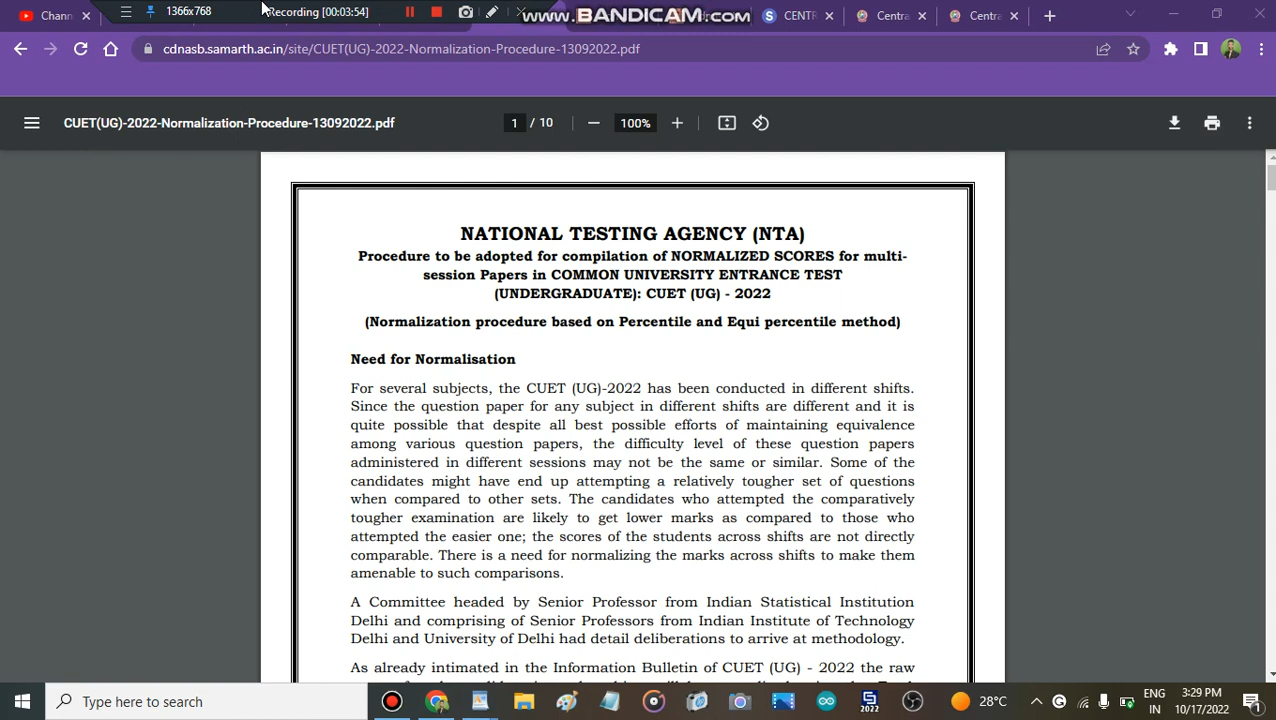 Chann
1366x768
Recording [00:03:54]
www.BANDICAM.com
CENTR
Centra
Centra
cdnasb.samarth.ac.in/site/CUET(UG)-2022-Normalization-Procedure-13092022.pdf
CUET(UG)-2022-Normalization-Procedure-13092022.pdf
1 / 10
100%
NATIONAL TESTING AGENCY (NTA)
Procedure to be adopted for compilation of NORMALIZED SCORES for multi-
session Papers in COMMON UNIVERSITY ENTRANCE TEST
(UNDERGRADUATE): CUET (UG) - 2022
(Normalization procedure based on Percentile and Equi percentile method)
Need for Normalisation
For several subjects, the CUET (UG)-2022 has been conducted in different shifts.
Since the question paper for any subject in different shifts are different and it is
quite possible that despite all best possible efforts of maintaining equivalence
among various question papers, the difficulty level of these question papers
administered in different sessions may not be the same or similar. Some of the
candidates might have end up attempting a relatively tougher set of questions
when compared to other sets. The candidates who attempted the comparatively
tougher examination are likely to get lower marks as compared to those who
attempted the easier one; the scores of the students across shifts are not directly
comparable. There is a need for normalizing the marks across shifts to make them
amenable to such comparisons.
A Committee headed by Senior Professor from Indian Statistical Institution
Delhi and comprising of Senior Professors from Indian Institute of Technology
Delhi and University of Delhi had detail deliberations to arrive at methodology.
As already intimated in the Information Bulletin of CUET (UG) - 2022 the raw
Type here to search
2022
28°C
ENG
IN
3:29 PM
10/17/2022
1